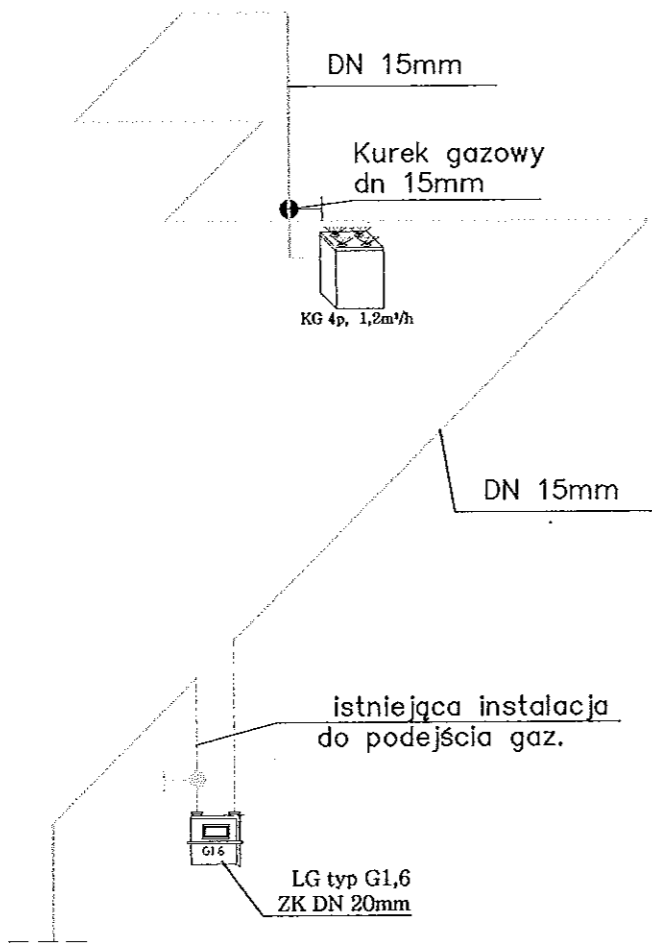 DN 15mm
Kurek gazowy
dn 15mm
KG 4p, 1,2m³/h
DN 15mm
istniejąca instalacja
do podejścia gaz.
G1 6
LG typ G1,6
ZK DN 20mm